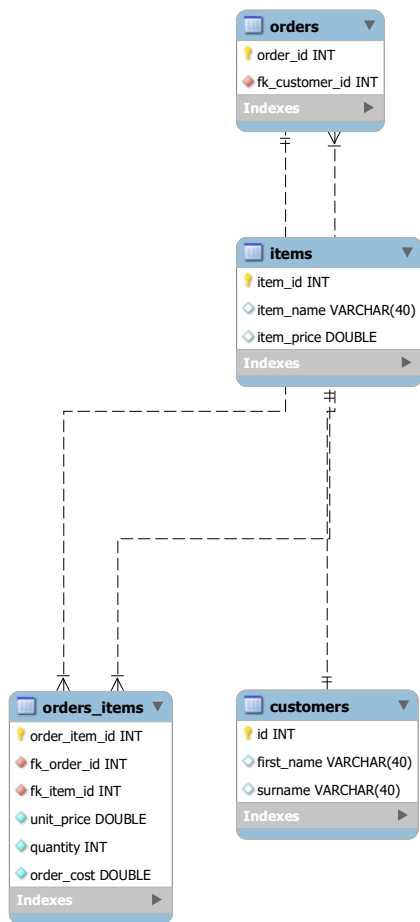 orders
order_id INT
fk_customer_id INT
Indexes
items
item_id INT
item_name VARCHAR(40)
item_price DOUBLE
Indexes
orders_items
order_item_id INT
fk_order_id INT
fk_item_id INT
unit_price DOUBLE
quantity INT
order_cost DOUBLE
Indexes
customers
id INT
first_name VARCHAR(40)
surname VARCHAR(40)
Indexes